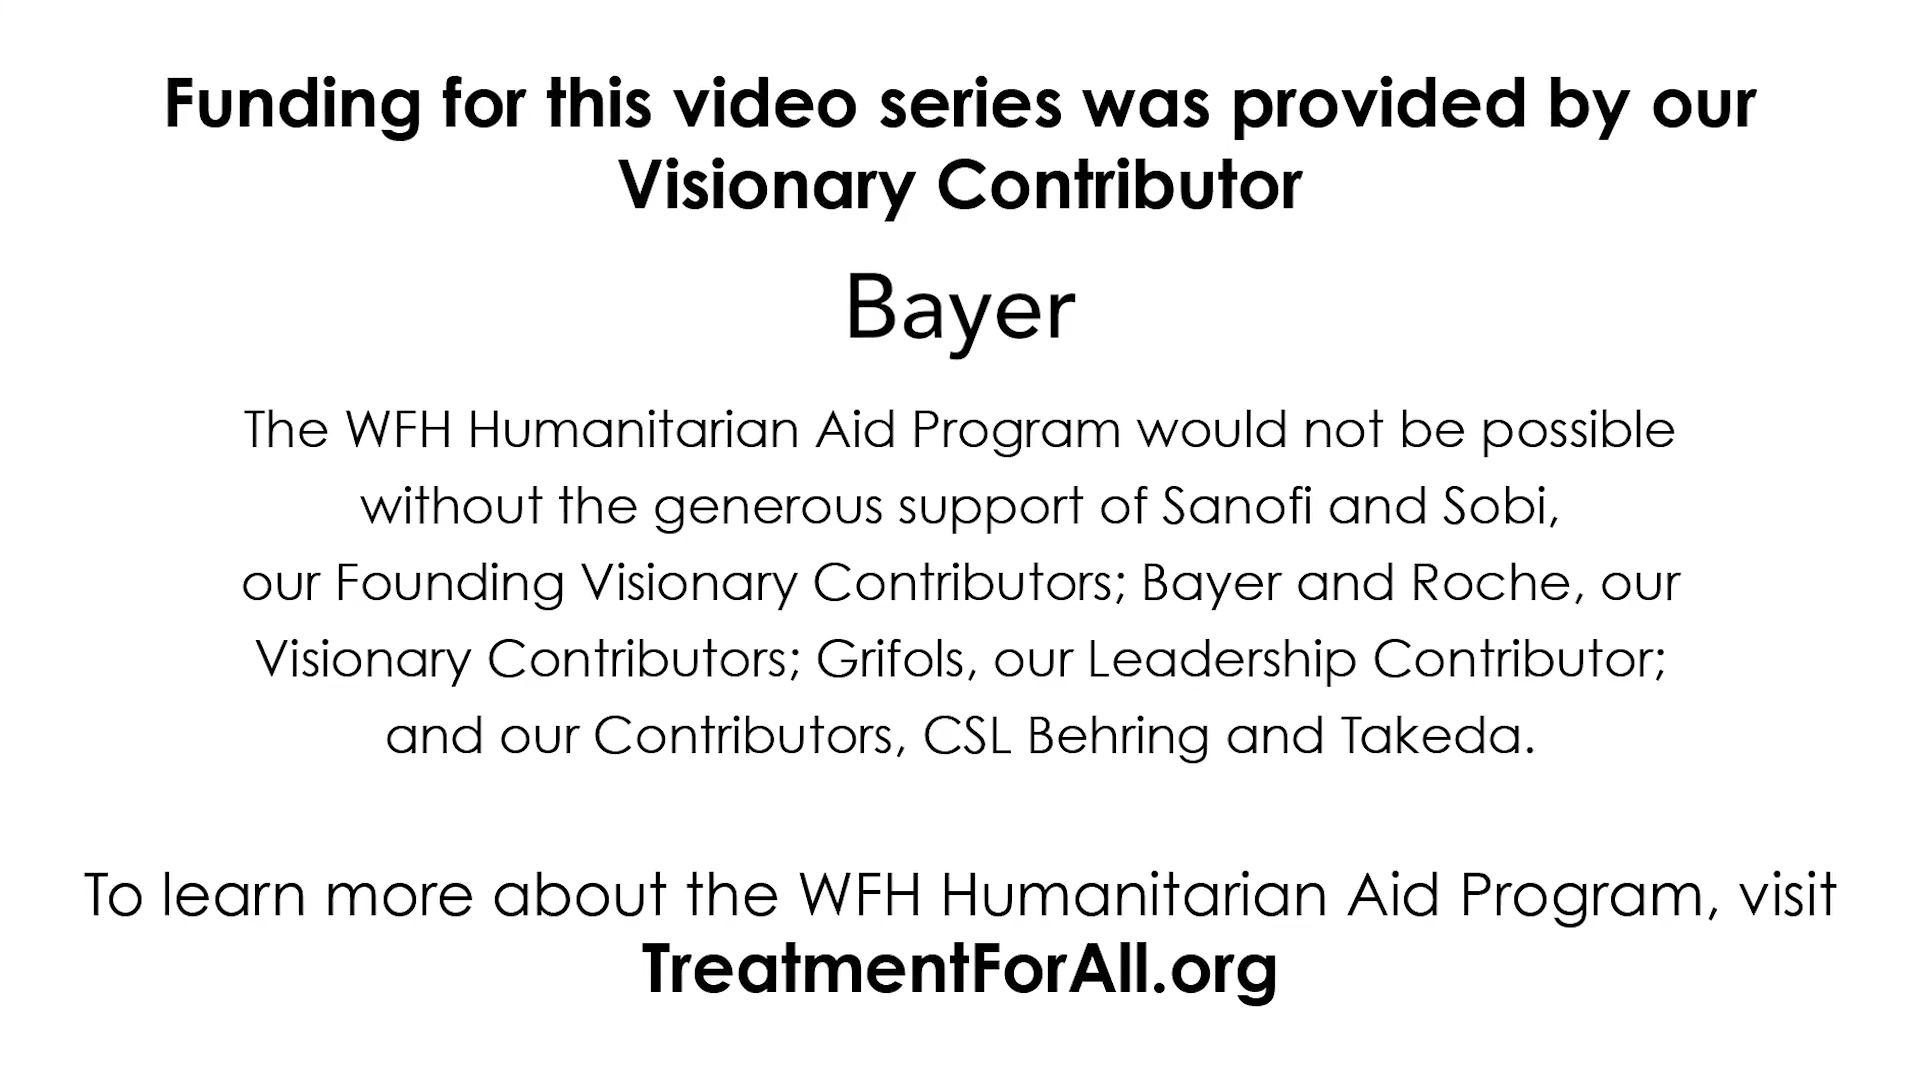 Funding for this video series was provided by our
Visionary Contributor
Bayer
The WFH Humanitarian Aid Program would not be possible
without the generous support of Sanofi and Sobi,
our Founding Visionary Contributors; Bayer and Roche, our
Visionary Contributors; Grifols, our Leadership Contributor;
and our Contributors, CSL Behring and Takeda.
To learn more about the WFH Humanitarian Aid Program, visit
TreatmentForAll.org